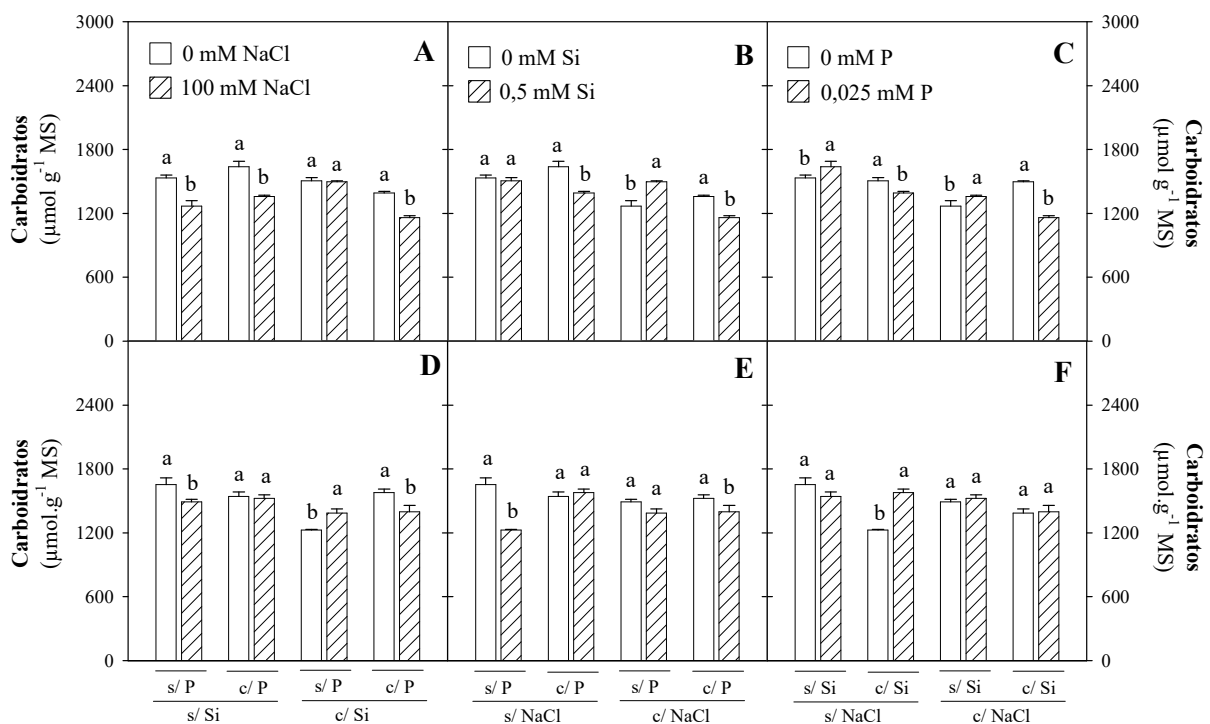 3000
2400
1800
1200
600
0
Carboidratos
(μmol g-1 MS)
A
0 mM NaCl
100 mM NaCl
a b a b a a a b
B
0 mM Si
0,5 mM Si
a a a b b a a b
C
0 mM P
0,025 mM P
b a a b b a a b
3000
2400
1800
1200
600
0
Carboidratos
(μmol g-1 MS)
2400
1800
1200
600
0
Carboidratos
(μmol.g-1 MS)
D
a b a a b a a b
E
a b a a a a a b
F
a a b a a a a a
2400
1800
1200
600
0
Carboidratos
(μmol.g-1 MS)
s/ P c/ P s/ P c/ P
s/ Si c/ Si
s/ P c/ P s/ P c/ P
s/ NaCl c/ NaCl
s/ Si c/ Si s/ Si c/ Si
s/ NaCl c/ NaCl